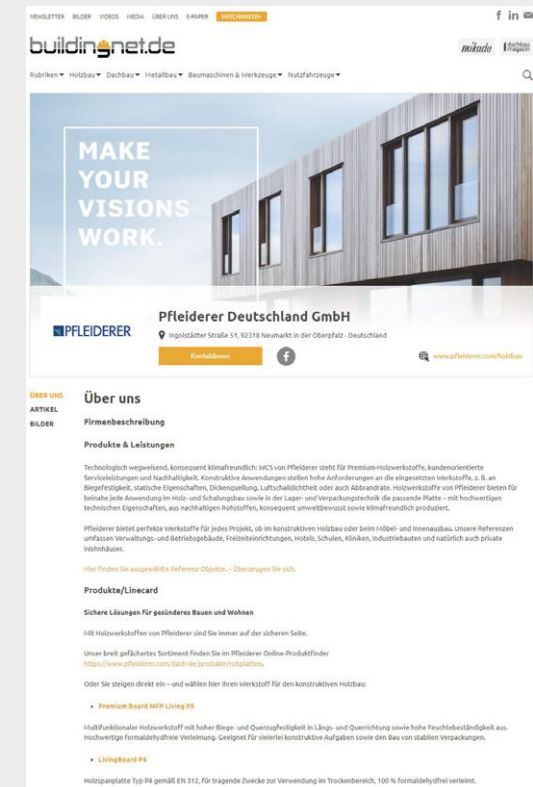 NEWSLETTER BILDER VIDEOS MEDIA ÜBER UNS E-PAPER MATCHMAKER+
f in
buildingnet.de
mikado dachbau magazin
Rubriken Holzbau Dachbau Metallbau Baumaschinen & Werkzeuge Nutzfahrzeuge
MAKE
YOUR
VISIONS
WORK.
PFLEIDERER
Pfleiderer Deutschland GmbH
Ingolstädter Straße 51, 92318 Neumarkt in der Oberpfalz - Deutschland
Kontaktieren
f
www.pfleiderer.com/holzbau
ÜBER UNS
ARTIKEL
BILDER
Über uns
Firmenbeschreibung
Produkte & Leistungen
Technologisch wegweisend, konsequent klimafreundlich: WCS von Pfleiderer steht für Premium-Holzwerkstoffe, kundenorientierte
Serviceleistungen und Nachhaltigkeit. Konstruktive Anwendungen stellen hohe Anforderungen an die eingesetzten Werkstoffe, z. B. an
Biegefestigkeit, statische Eigenschaften, Dickenquellung, Luftschalldichtheit oder auch Abbrandrate. Holzwerkstoffe von Pfleiderer bieten für
beinahe jede Anwendung im Holz- und Schalungsbau sowie in der Lager- und Verpackungstechnik die passende Platte – mit hochwertigen
technischen Eigenschaften, aus nachhaltigen Rohstoffen, konsequent umweltbewusst sowie klimafreundlich produziert.
Pfleiderer bietet perfekte Werkstoffe für jedes Projekt, ob im konstruktiven Holzbau oder beim Möbel- und Innenausbau. Unsere Referenzen
umfassen Verwaltungs- und Betriebsgebäude, Freizeiteinrichtungen, Hotels, Schulen, Kliniken, Industriebauten und natürlich auch private
Wohnhäuser.
Hier finden Sie ausgewählte Referenz-Objekte. – Überzeugen Sie sich.
Produkte/Linecard
Sichere Lösungen für gesünderes Bauen und Wohnen
Mit Holzwerkstoffen von Pfleiderer sind Sie immer auf der sicheren Seite.
Unser breit gefächertes Sortiment finden Sie im Pfleiderer Online-Produktfinder
https://www.pfleiderer.com/dach-de/produkte/rohplatten.
Oder Sie steigen direkt ein – und wählen hier Ihren Werkstoff für den konstruktiven Holzbau:
• Premium Board MFP Living P5
Multifunktionaler Holzwerkstoff mit hoher Biege- und Querzugfestigkeit in Längs- und Querrichtung sowie hohe Feuchtebeständigkeit aus.
Hochwertige formaldehydfreie Verleimung. Geeignet für vielerlei konstruktive Aufgaben sowie den Bau von stabilen Verpackungen.
• LivingBoard P4
Holzspanplatte Typ P4 gemäß EN 312, für tragende Zwecke zur Verwendung im Trockenbereich, 100 % formaldehydfrei verleimt.